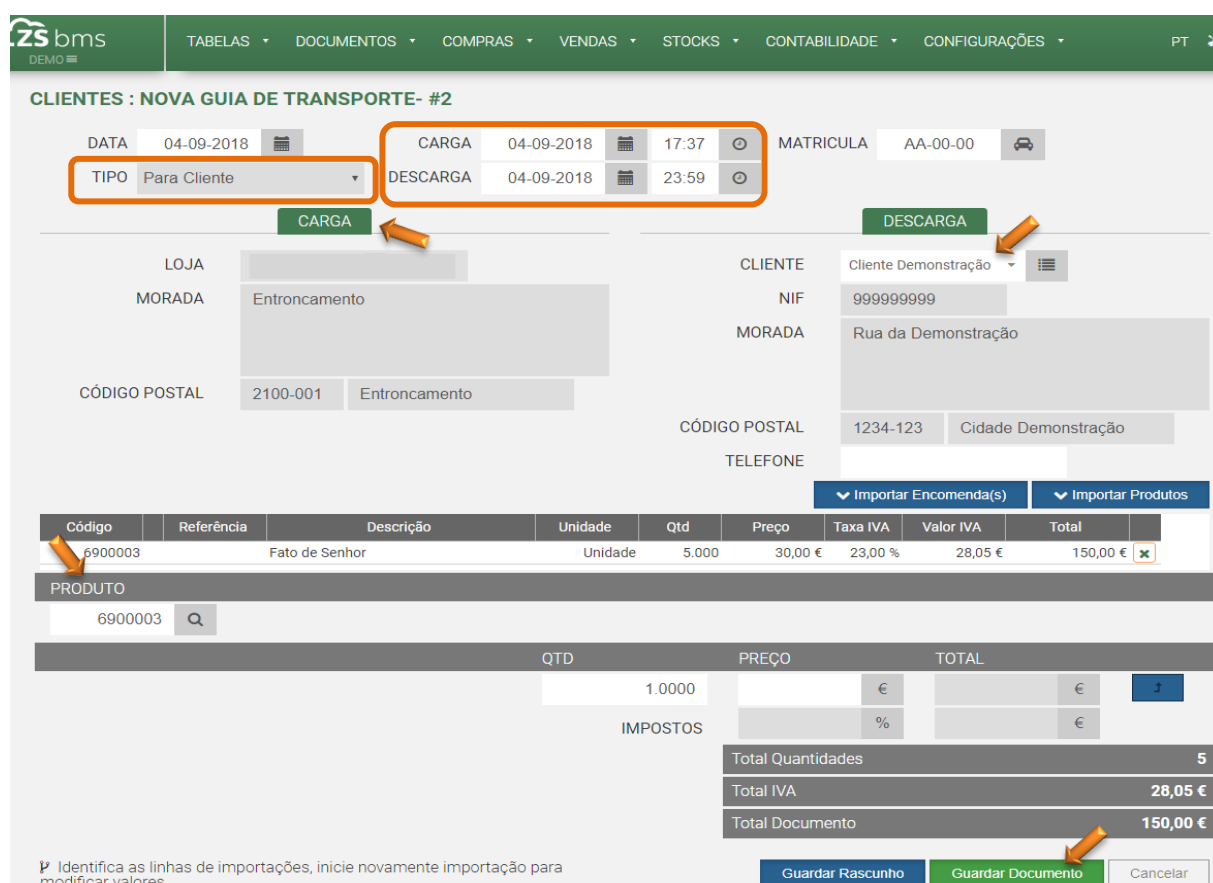 ZS bms
DEMO
TABELAS DOCUMENTOS COMPRAS VENDAS STOCKS CONTABILIDADE CONFIGURAÇÕES PT
CLIENTES : NOVA GUIA DE TRANSPORTE- #2
DATA 04-09-2018 CARGA 04-09-2018 17:37 MATRICULA AA-00-00
TIPO Para Cliente DESCARGA 04-09-2018 23:59
CARGA DESCARGA
LOJA CLIENTE Cliente Demonstração
MORADA Entroncamento NIF 999999999
MORADA Rua da Demonstração
CÓDIGO POSTAL 2100-001 Entroncamento
CÓDIGO POSTAL 1234-123 Cidade Demonstração
TELEFONE
Importar Encomenda(s) Importar Produtos
Código Referência Descrição Unidade Qtd Preço Taxa IVA Valor IVA Total
6900003 Fato de Senhor Unidade 5.000 30,00 € 23,00 % 28,05 € 150,00 €
PRODUTO
6900003
QTD PREÇO TOTAL
1.0000 € €
IMPOSTOS % €
Total Quantidades 5
Total IVA 28,05 €
Total Documento 150,00 €
Identifica as linhas de importações, inicie novamente importação para
modificar valores
Guardar Rascunho Guardar Documento Cancelar